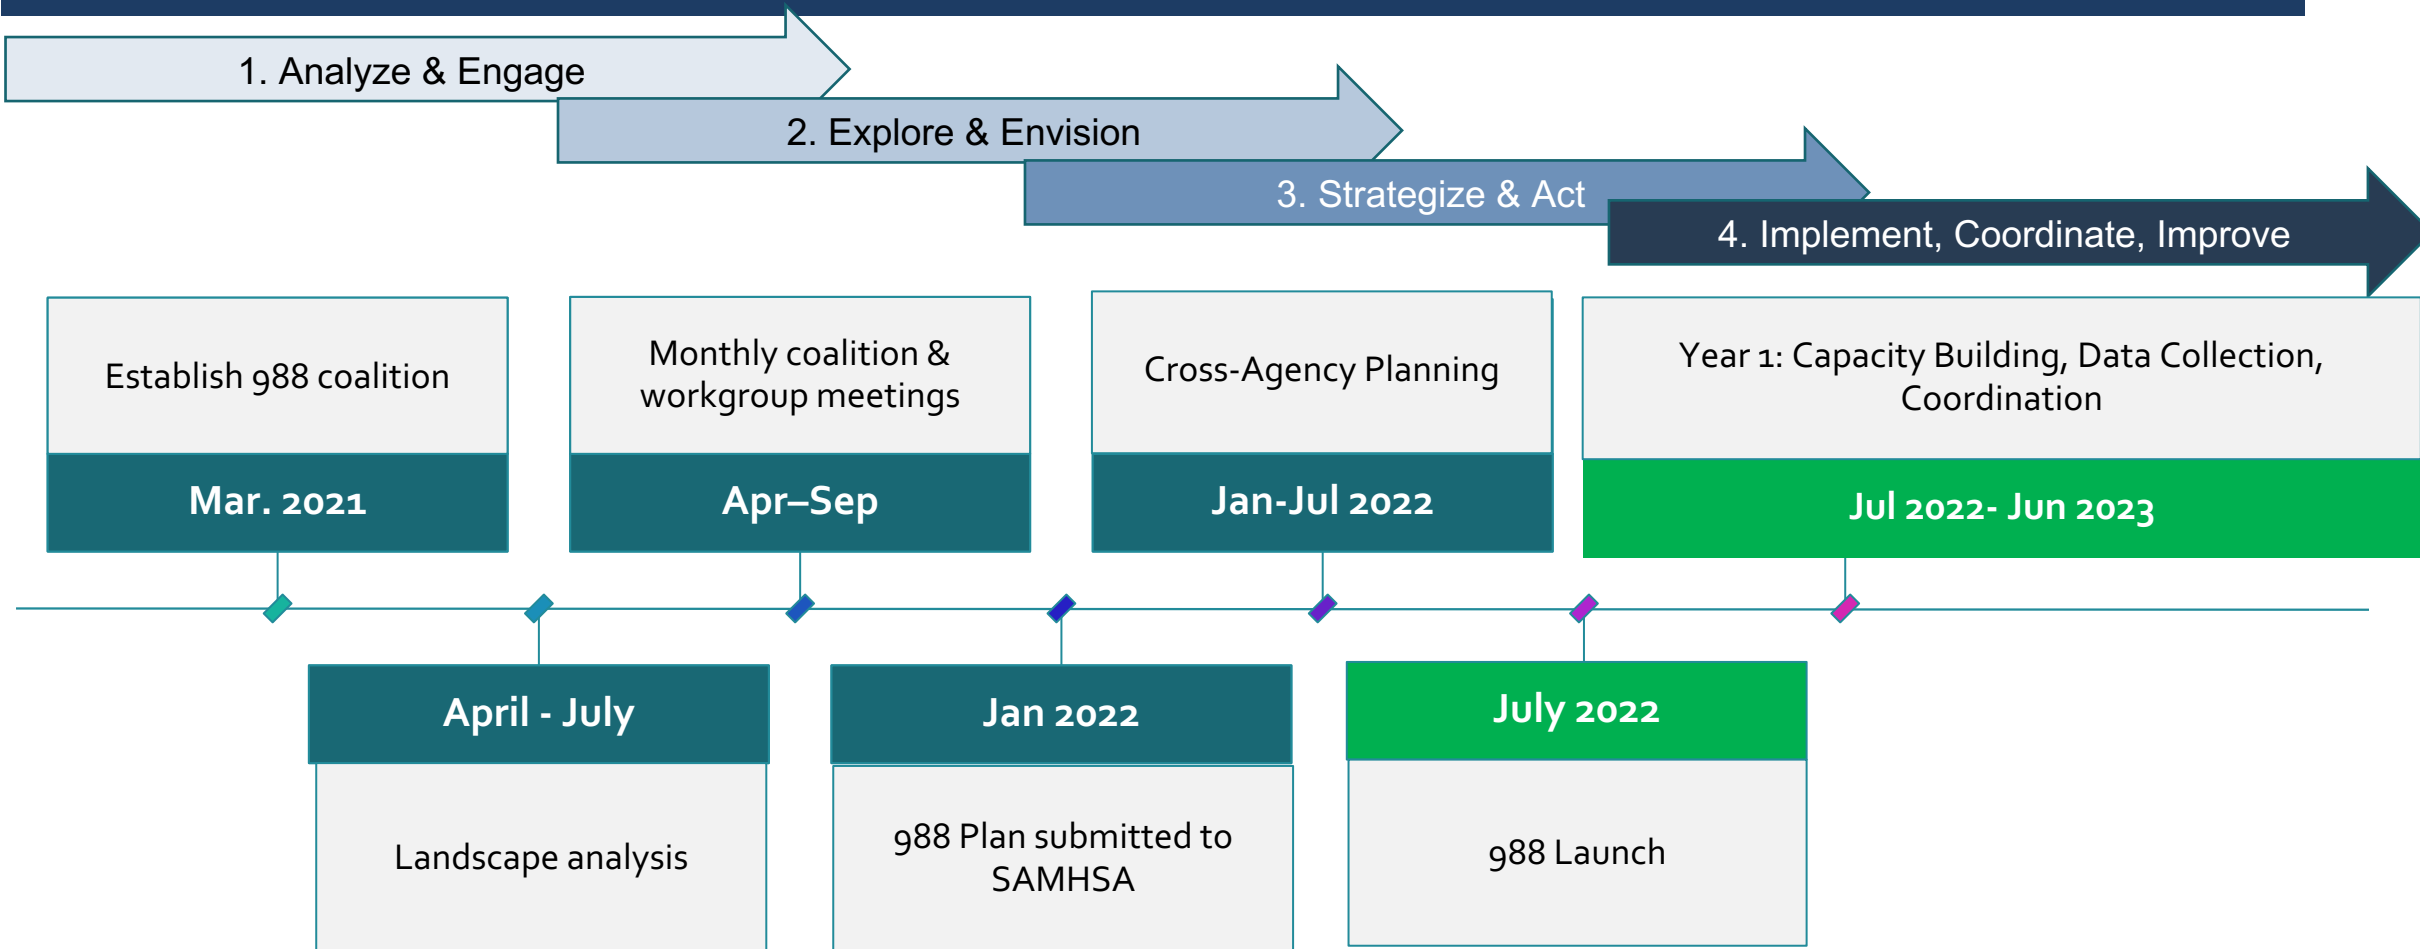 1. Analyze & Engage
2. Explore & Envision
3. Strategize & Act
4. Implement, Coordinate, Improve
Establish 988 coalition
Mar. 2021
Monthly coalition &
workgroup meetings
Apr–Sep
Cross-Agency Planning
Jan-Jul 2022
Year 1: Capacity Building, Data Collection,
Coordination
Jul 2022- Jun 2023
April - July
Landscape analysis
Jan 2022
988 Plan submitted to
SAMHSA
July 2022
988 Launch